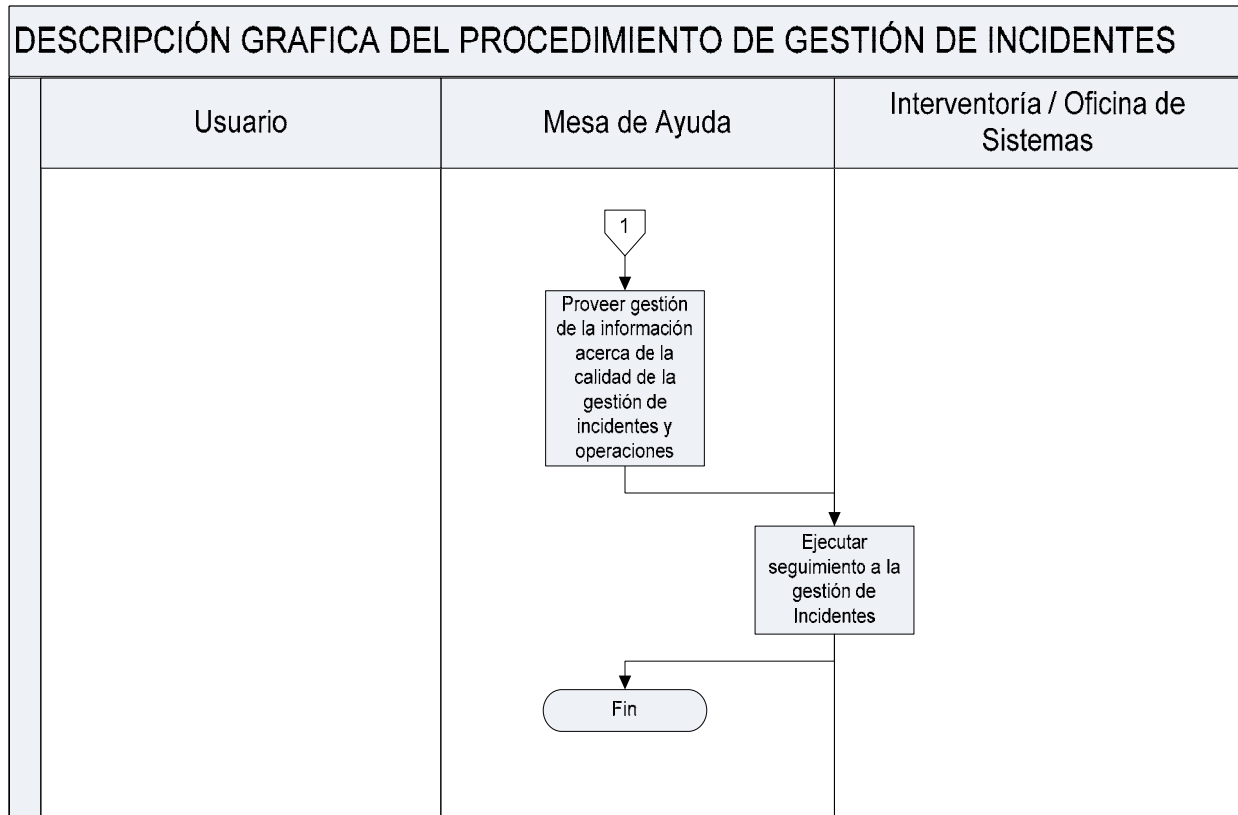 DESCRIPCIÓN GRAFICA DEL PROCEDIMIENTO DE GESTIÓN DE INCIDENTES
Usuario
Mesa de Ayuda
Interventoría / Oficina de
Sistemas
1
Proveer gestión
de la información
acerca de la
calidad de la
gestión de
incidentes y
operaciones
Ejecutar
seguimiento a la
gestión de
Incidentes
Fin